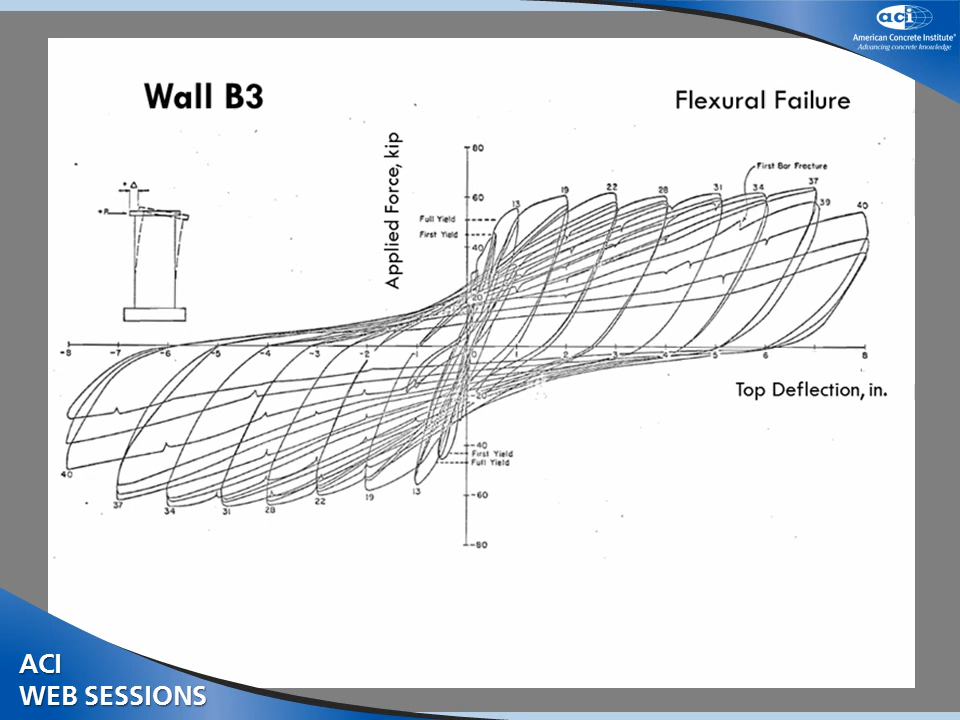 aci
American Concrete Institute®
Advancing concrete knowledge
Wall B3
Flexural Failure
Applied Force, kip
80
First Bar Fracture
37
34
31
28
22
19
13
39
40
60
Full Yield
First Yield
40
20
+ Δ
+P
-8 -7 -6 -5 -4 -3 -2 -1 0 1 2 3 4 5 6 8
Top Deflection, in.
-20
-40
First Yield
Full Yield
-60
-80
40
37
34
31
28
22
19
13
ACI
WEB SESSIONS